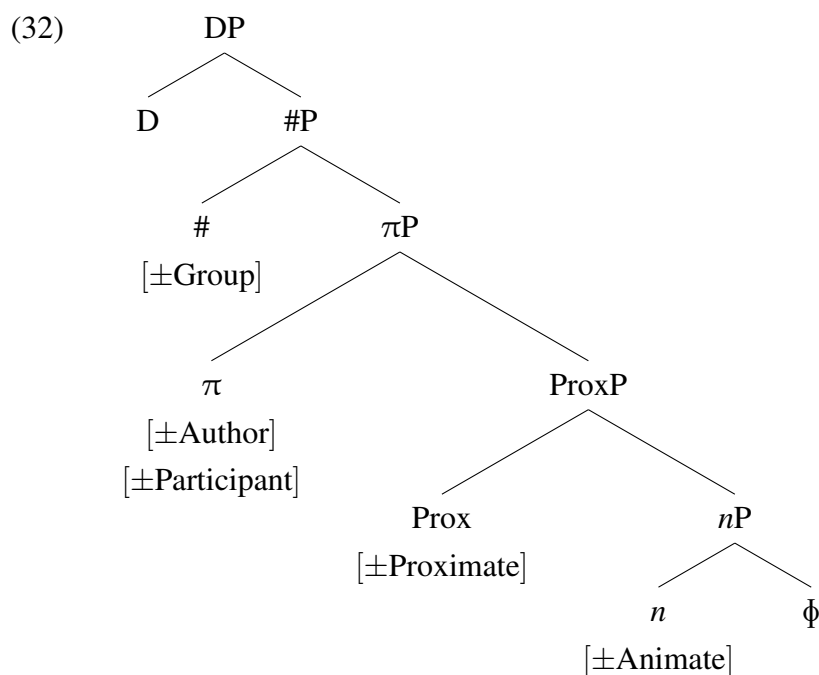 (32) DP
D #P
# πP
[±Group]
π ProxP
[±Author]
[±Participant]
Prox nP
[±Proximate]
n ϕ
[±Animate]